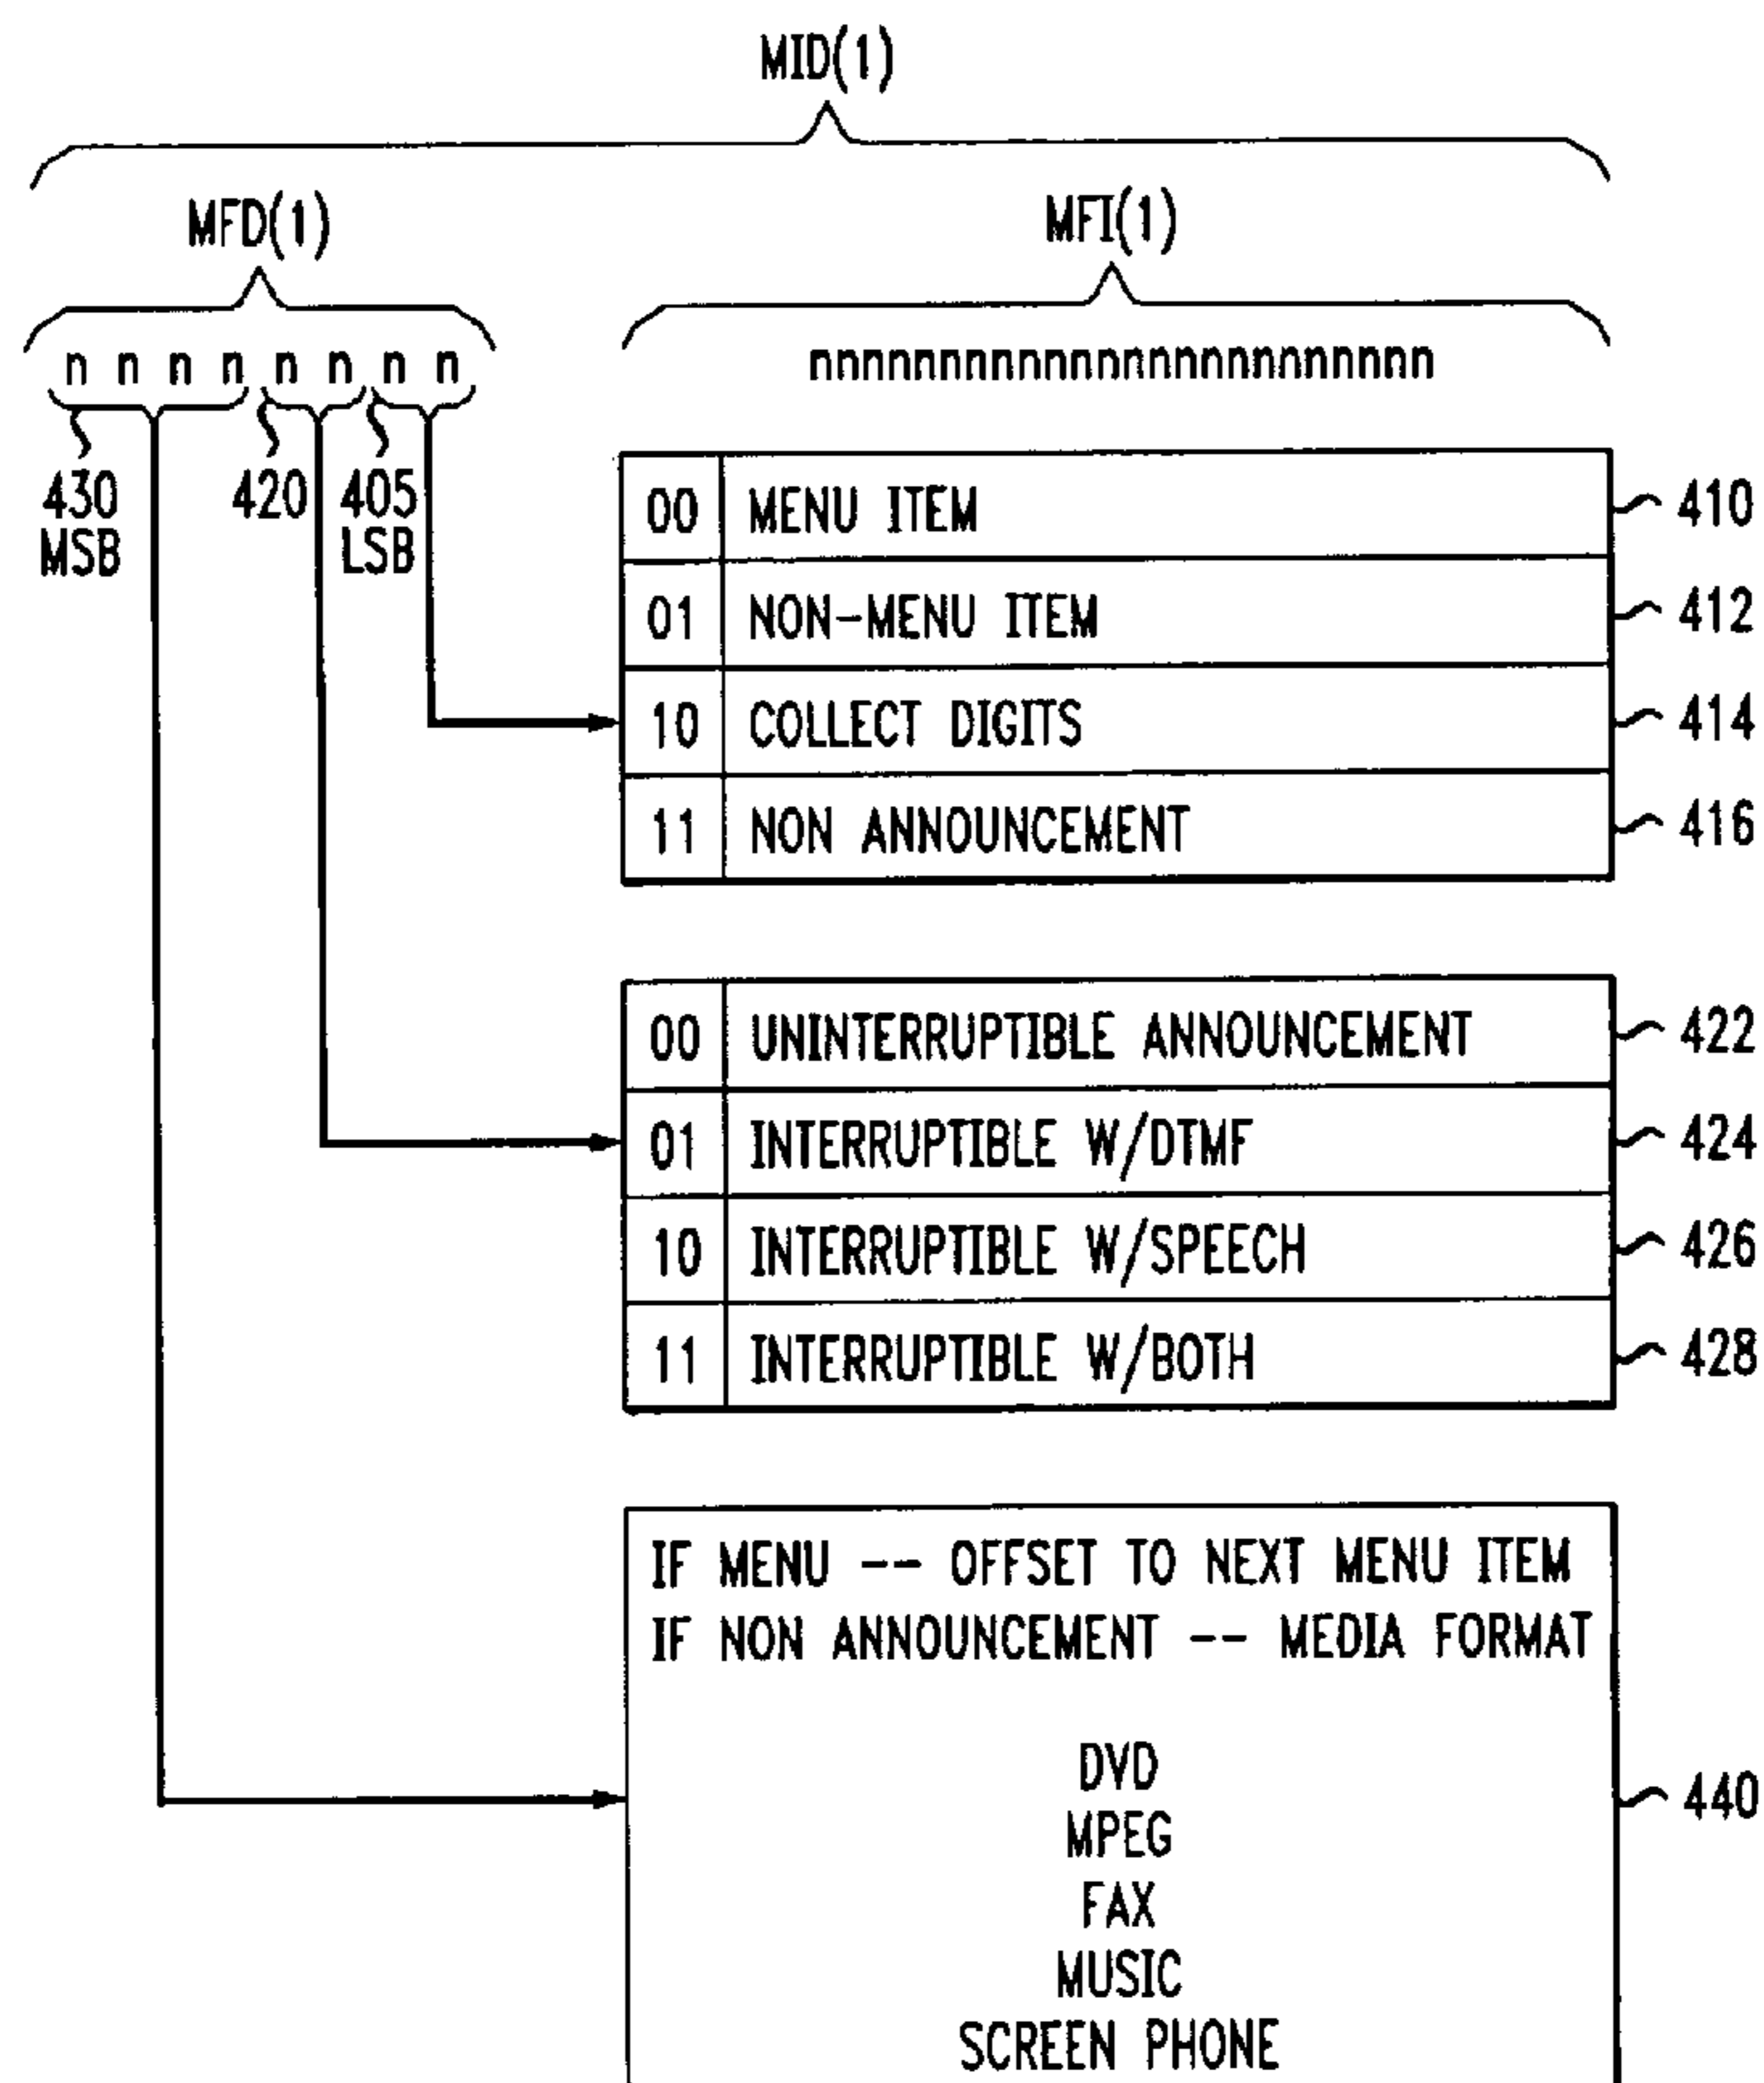 MID(1)
MFD(1) MFI(1)
n n n n n n n n nnnnnnnnnnnnnnnnnnnnnnnn
430 420 405
MSB LSB
00 MENU ITEM 410
01 NON-MENU ITEM 412
10 COLLECT DIGITS 414
11 NON ANNOUNCEMENT 416
00 UNINTERRUPTIBLE ANNOUNCEMENT 422
01 INTERRUPTIBLE W/DTMF 424
10 INTERRUPTIBLE W/SPEECH 426
11 INTERRUPTIBLE W/BOTH 428
IF MENU -- OFFSET TO NEXT MENU ITEM
IF NON ANNOUNCEMENT -- MEDIA FORMAT
DVD
440
MPEG
FAX
MUSIC
SCREEN PHONE